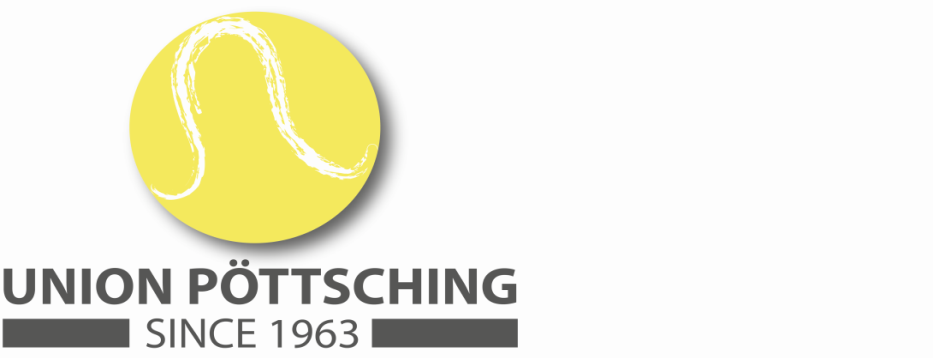 UNION PÖTTSCHING
SINCE 1963